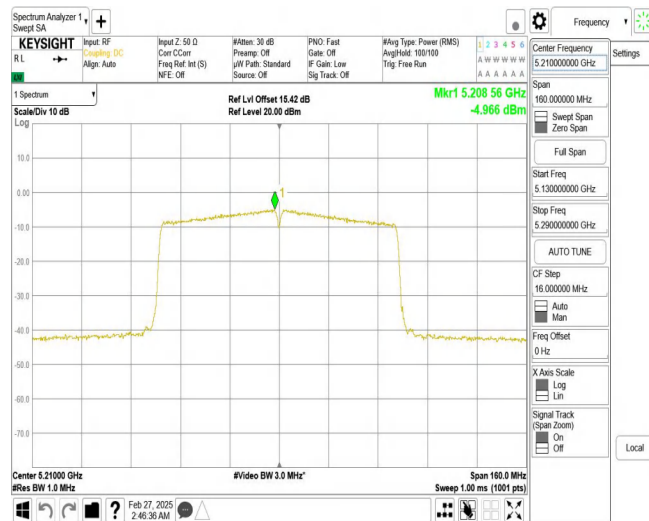 Spectrum Analyzer 1
Swept SA
+
Frequency
KEYSIGHT
Input: RF
Input Z: 50 Ω
#Atten: 30 dB
PNO: Fast
#Avg Type: Power (RMS)
1 2 3 4 5 6
R L
Coupling: DC
Corr CCorr
Preamp: Off
Gate: Off
Avg|Hold: 100/100
A W W W W W
Align: Auto
Freq Ref: Int (S)
µW Path: Standard
IF Gain: Low
Trig: Free Run
A A A A A A
NFE: Off
Source: Off
Sig Track: Off
1 Spectrum
Scale/Div 10 dB
Ref Lvl Offset 15.42 dB
Ref Level 20.00 dBm
Mkr1 5.208 56 GHz
-4.966 dBm
Log
10.0
0.00
-10.0
-20.0
-30.0
-40.0
-50.0
-60.0
-70.0
1
Center 5.21000 GHz
#Video BW 3.0 MHz*
Span 160.0 MHz
#Res BW 1.0 MHz
Sweep 1.00 ms (1001 pts)
?
Feb 27, 2025
2:46:36 AM
Center Frequency
5.210000000 GHz
Settings
Span
160.000000 MHz
Swept Span
Zero Span
Full Span
Start Freq
5.130000000 GHz
Stop Freq
5.290000000 GHz
AUTO TUNE
CF Step
16.000000 MHz
Auto
Man
Freq Offset
0 Hz
X Axis Scale
Log
Lin
Signal Track
(Span Zoom)
On
Off
Local